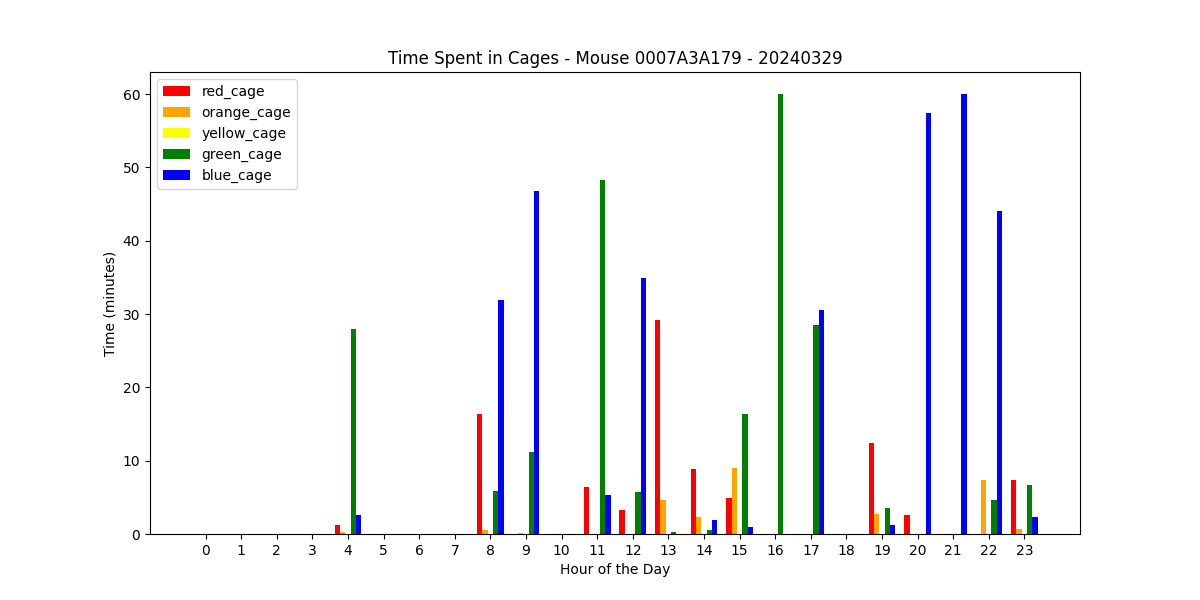 Time Spent in Cages - Mouse 0007A3A179 - 20240329
red_cage
orange_cage
yellow_cage
green_cage
blue_cage
Time (minutes)
60
50
40
30
20
10
0
0 1 2 3 4 5 6 7 8 9 10 11 12 13 14 15 16 17 18 19 20 21 22 23
Hour of the Day